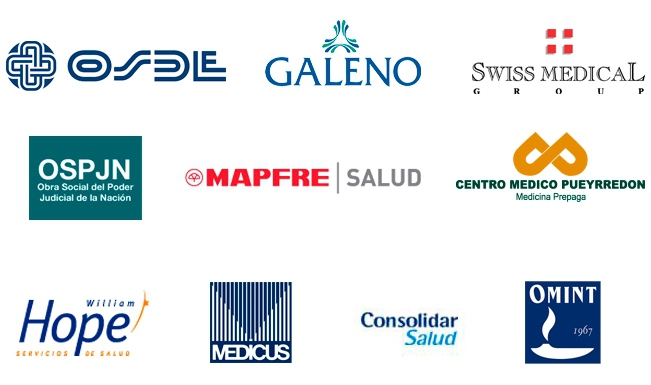 OSDE
GALENO
SWISS MEDICAL
GROUP
OSPJN
Obra Social del Poder
Judicial de la Nación
MAPFRE | SALUD
CENTRO MEDICO PUEYRREDON
Medicina Prepaga
William
Hope
SERVICIOS DE SALUD
MEDICUS
Consolidar
Salud
OMINT
1967